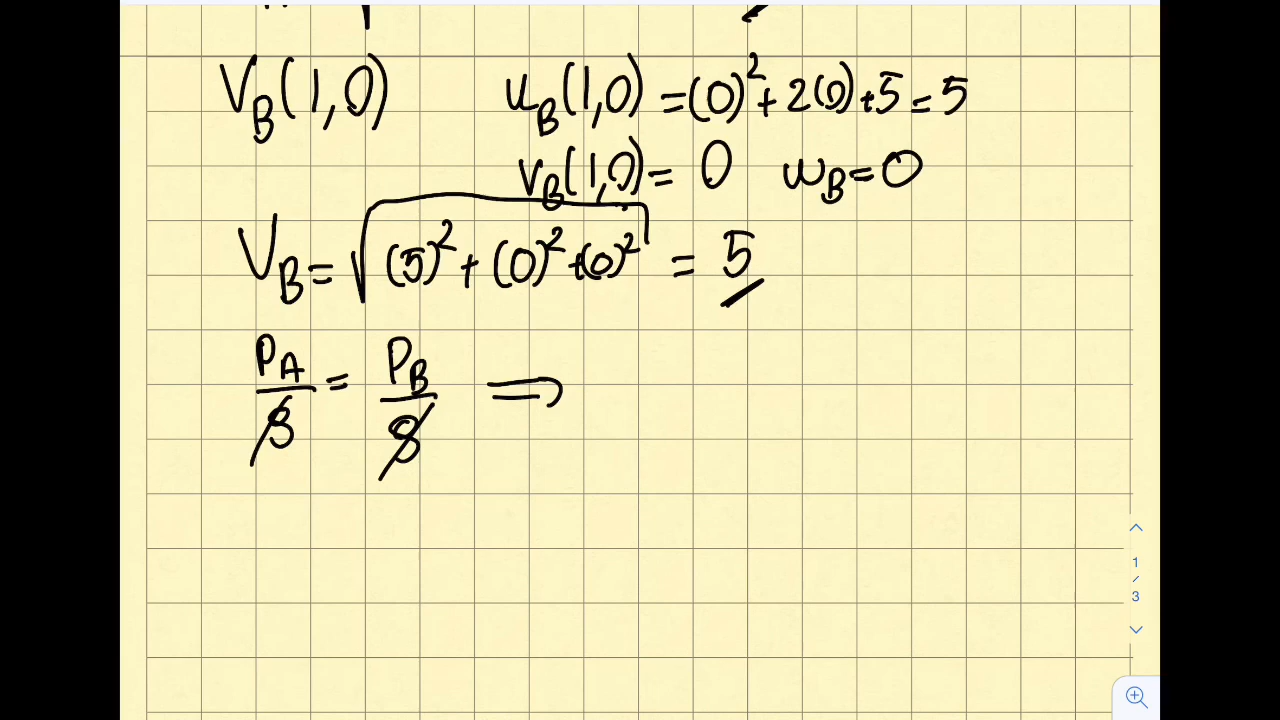 V_B(1,0) u_B(1,0) = (0)^2 + 2(0) + 5 = 5
v_B(1,0) = 0 w_B = 0
V_B = √((5)^2 + (0)^2 + (0)^2) = 5
P_A/ρ = P_B/ρ ⇒
1
/
3